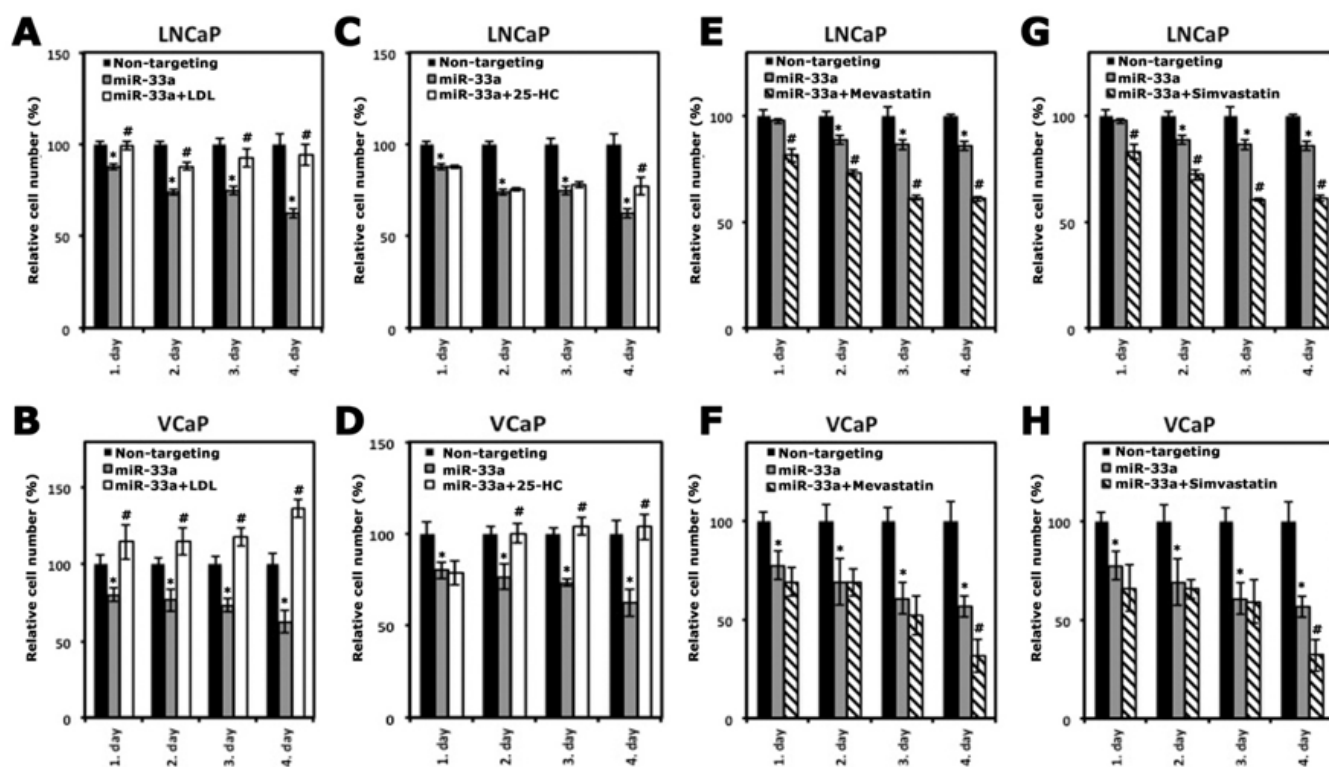 A
LNCaP
Relative cell number (%)
150
100
50
0
Non-targeting
miR-33a
miR-33a+LDL
#
*
#
*
#
*
#
*
1. day
2. day
3. day
4. day
C
LNCaP
Relative cell number (%)
150
100
50
0
Non-targeting
miR-33a
miR-33a+25-HC
*
*
*
#
*
1. day
2. day
3. day
4. day
E
LNCaP
Relative cell number (%)
100
50
0
Non-targeting
miR-33a
miR-33a+Mevastatin
#
*
#
*
#
*
#
1. day
2. day
3. day
4. day
G
LNCaP
Relative cell number (%)
100
50
0
Non-targeting
miR-33a
miR-33a+Simvastatin
#
*
#
*
#
*
#
1. day
2. day
3. day
4. day
B
VCaP
Relative cell number (%)
150
100
50
0
Non-targeting
miR-33a
miR-33a+LDL
*
#
*
#
*
#
*
#
1. day
2. day
3. day
4. day
D
VCaP
Relative cell number (%)
150
100
50
0
Non-targeting
miR-33a
miR-33a+25-HC
*
*
#
*
#
*
#
1. day
2. day
3. day
4. day
F
VCaP
Relative cell number (%)
100
50
0
Non-targeting
miR-33a
miR-33a+Mevastatin
*
*
*
*
#
1. day
2. day
3. day
4. day
H
VCaP
Relative cell number (%)
100
50
0
Non-targeting
miR-33a
miR-33a+Simvastatin
*
*
*
*
#
1. day
2. day
3. day
4. day